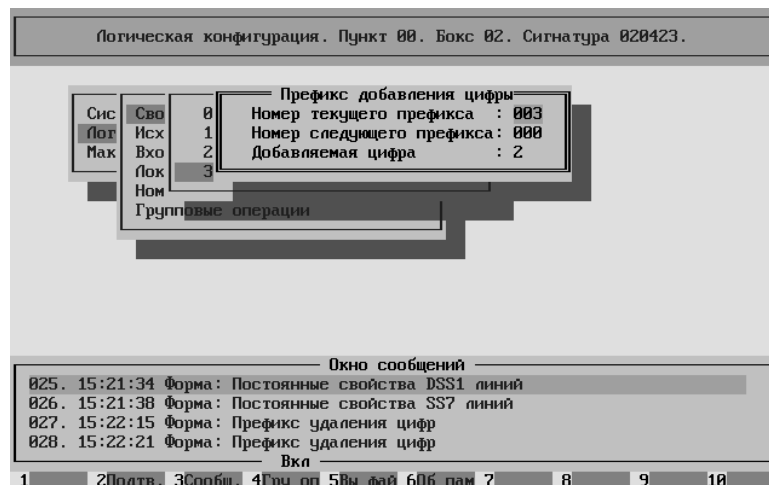 Логическая конфигурация. Пункт 00. Бокс 02. Сигнатура 020423.
Префикс добавления цифры
Сис Сво 0 Номер текущего префикса : 003
Лог Исх 1 Номер следующего префикса: 000
Мак Вхо 2 Добавляемая цифра : 2
Лок 3
Ном
Групповые операции
Окно сообщений
025. 15:21:34 Форма: Постоянные свойства DSS1 линий
026. 15:21:38 Форма: Постоянные свойства SS7 линий
027. 15:22:15 Форма: Префикс удаления цифр
028. 15:22:21 Форма: Префикс удаления цифр
Вкл
1 2Подтв. 3Сообщ. 4Гру оп 5Вы фай 6Об пам 7 8 9 10